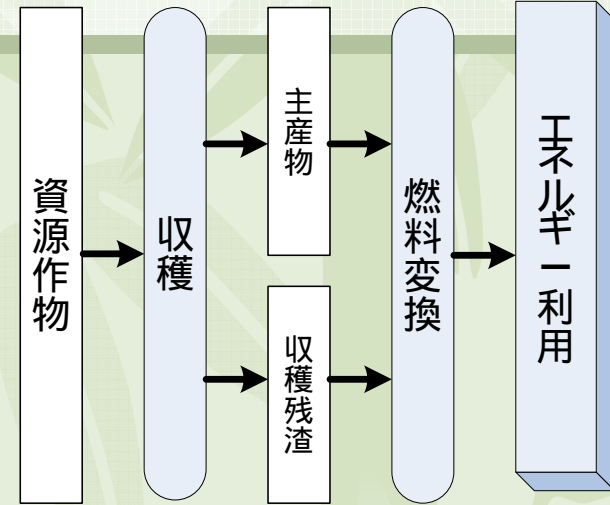 資源作物
収穫
主産物
収穫残渣
燃料変換
エネルギー利用